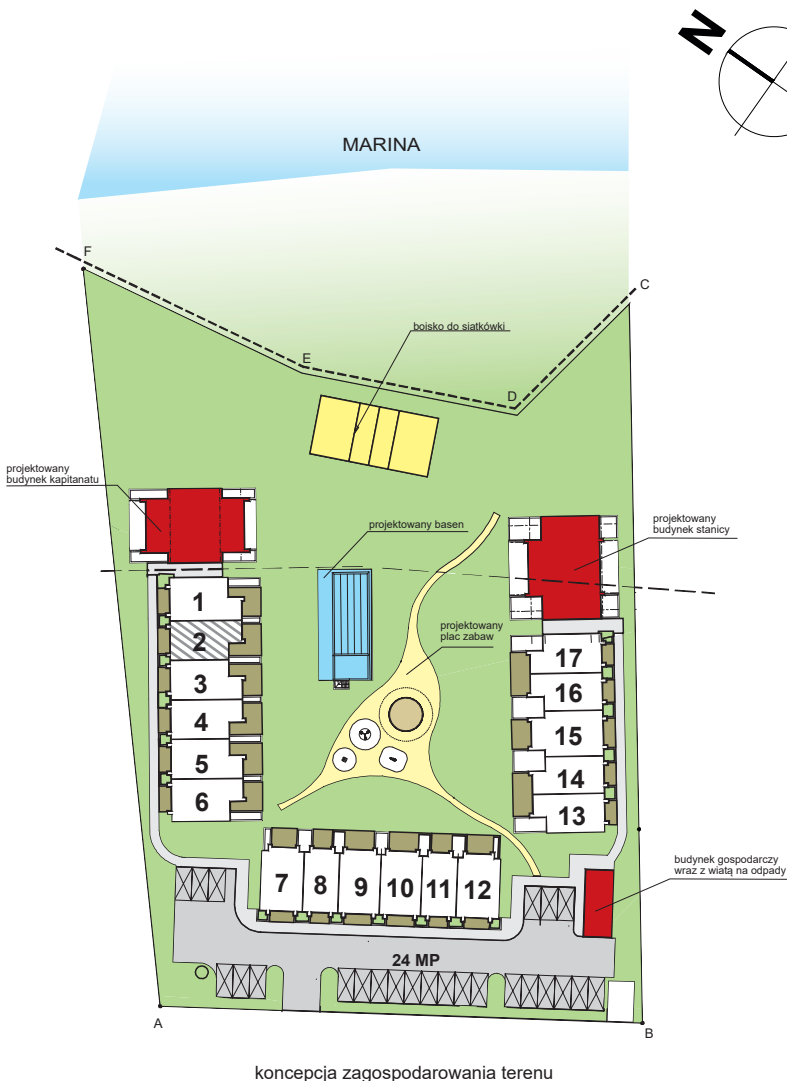 N
MARINA
F
C
boisko do siatkówki
E
D
projektowany
budynek kapitanatu
projektowany basen
projektowany
budynek stanicy
projektowany
plac zabaw
1
2
3
4
5
6
17
16
15
14
13
7
8
9
10
11
12
budynek gospodarczy
wraz z wiatą na odpady
24 MP
A
B
koncepcja zagospodarowania terenu